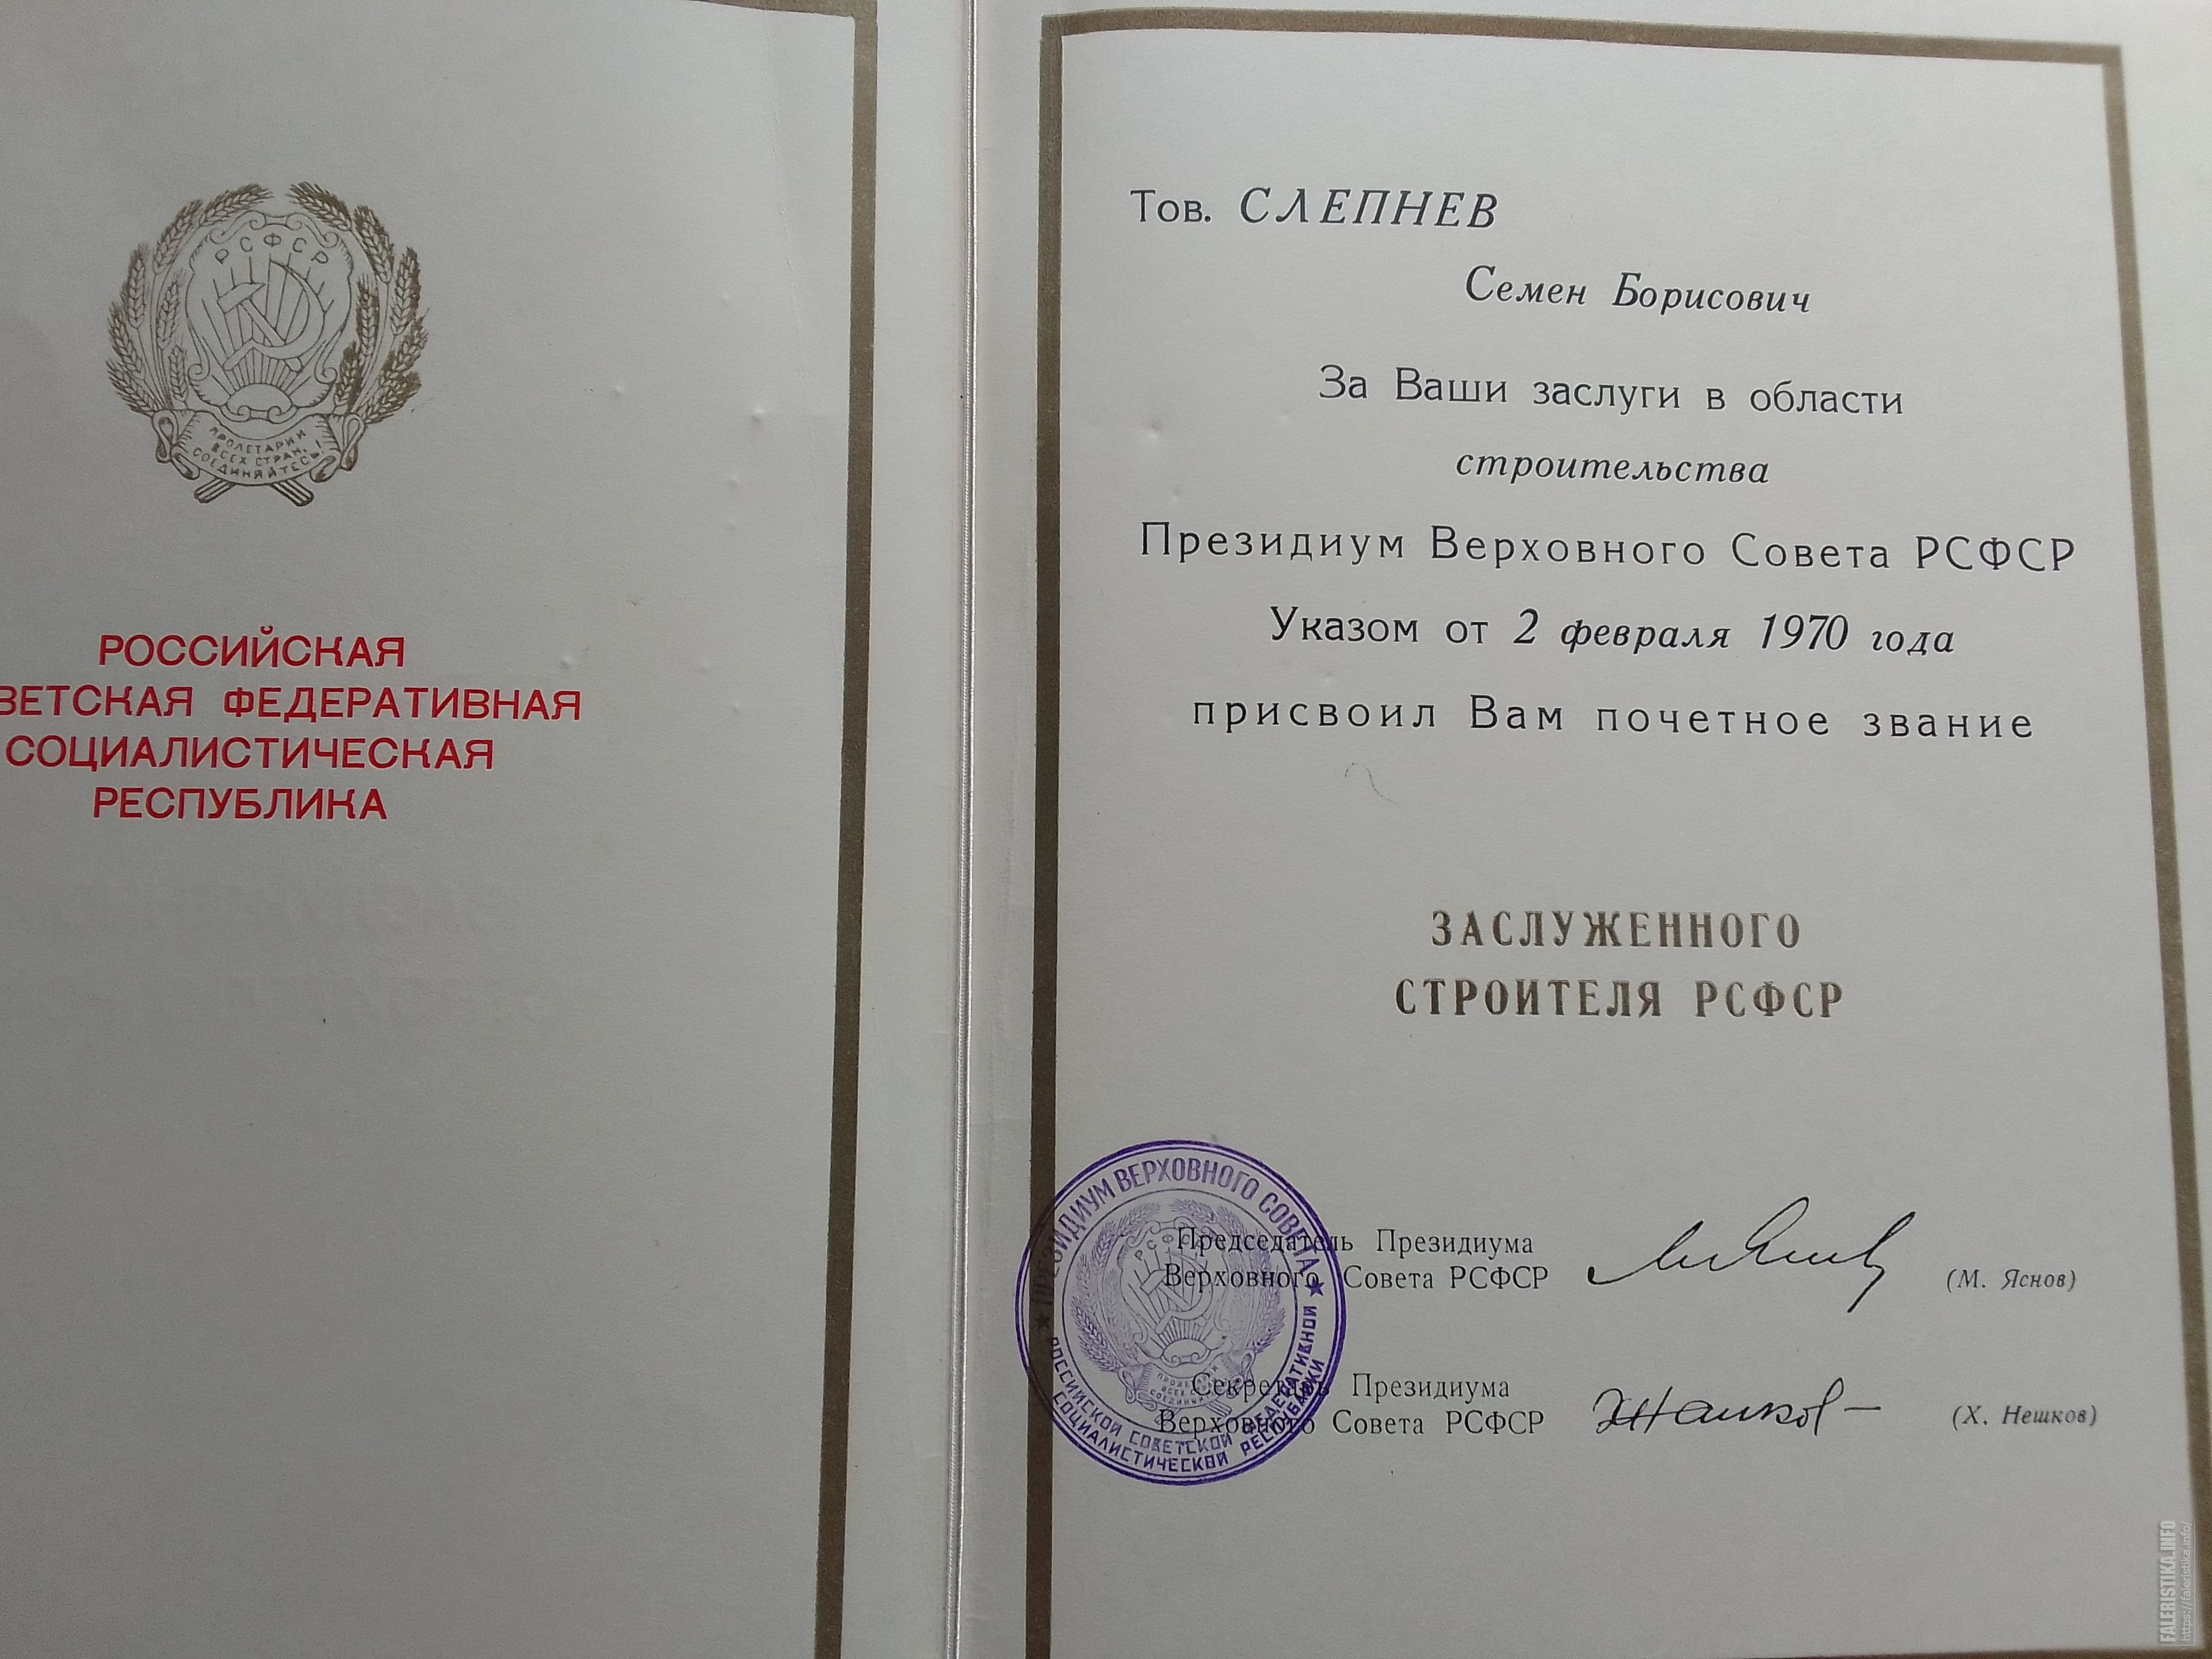 РСФСР
ПРОЛЕТАРИИ
ВСЕХ СТРАН,
СОЕДИНЯЙТЕСЬ!
РОССИЙСКАЯ
ВЕТСКАЯ ФЕДЕРАТИВНАЯ
СОЦИАЛИСТИЧЕСКАЯ
РЕСПУБЛИКА
Тов. СЛЕПНЕВ
Семен Борисович
За Ваши заслуги в области
строительства
Президиум Верховного Совета РСФСР
Указом от 2 февраля 1970 года
присвоил Вам почетное звание
ЗАСЛУЖЕННОГО
СТРОИТЕЛЯ РСФСР
Председатель Президиума
Верховного Совета РСФСР
(М. Яснов)
Секретарь Президиума
Верховного Совета РСФСР
(Х. Нешков)
ПРЕЗИДИУМ ВЕРХОВНОГО СОВЕТА
РОССИЙСКОЙ СОВЕТСКОЙ ФЕДЕРАТИВНОЙ
СОЦИАЛИСТИЧЕСКОЙ РЕСПУБЛИКИ
РСФСР
FALERISTIKA.INFO
https://faleristika.info/